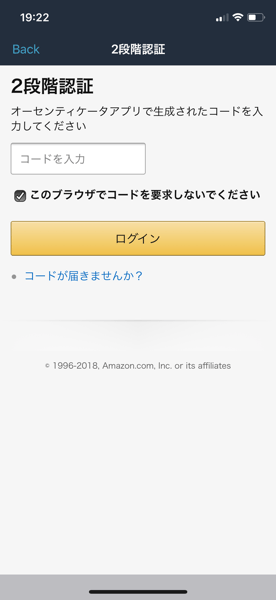 19:22
Back
2段階認証
2段階認証
オーセンティケータアプリで生成されたコードを入
力してください
コードを入力
このブラウザでコードを要求しないでください
ログイン
コードが届きませんか？
© 1996-2018, Amazon.com, Inc. or its affiliates